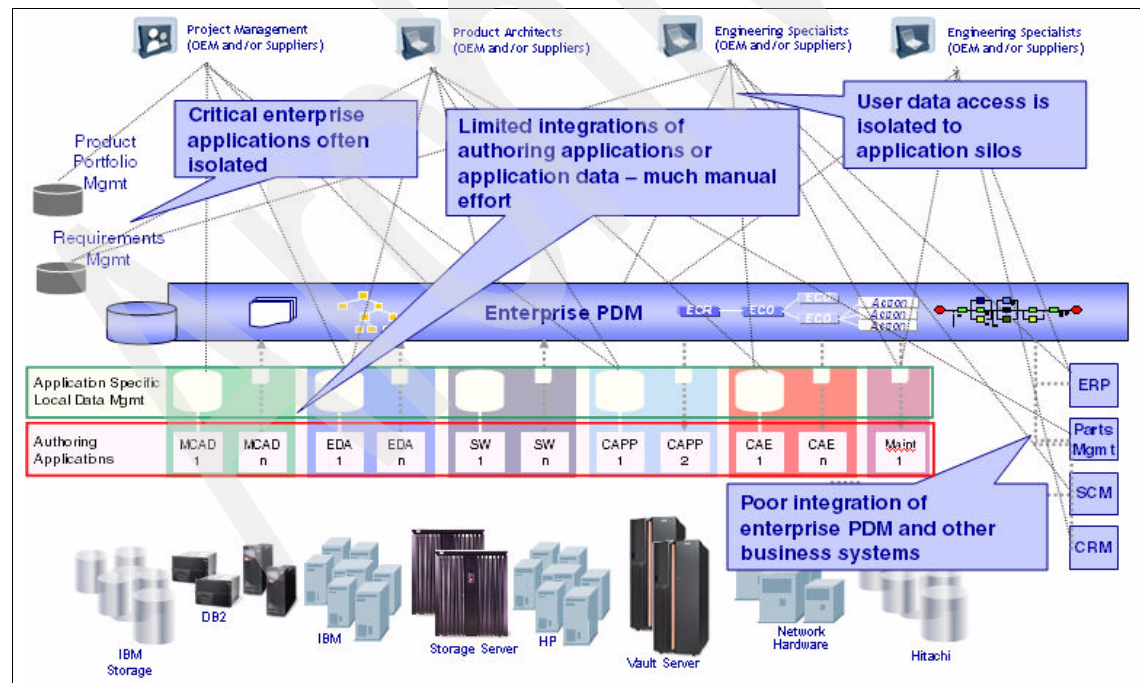 Project Management
(OEM and/or Suppliers)
Product Architects
(OEM and/or Suppliers)
Engineering Specialists
(OEM and/or Suppliers)
Engineering Specialists
(OEM and/or Suppliers)
Critical enterprise
applications often
isolated
Limited integrations of
authoring applications or
application data – much manual
effort
User data access is
isolated to
application silos
Product
Portfolio
Mgmt
Requirements
Mgmt
Enterprise PDM
ECR
ECO
ECO
ECO
Action
Action
Action
Application Specific
Local Data Mgmt
Authoring
Applications
MCAD
1
MCAD
n
EDA
1
EDA
n
SW
1
SW
n
CAPP
1
CAPP
2
CAE
1
CAE
n
Maint
1
ERP
Parts
Mgmt
SCM
CRM
Poor integration of
enterprise PDM and other
business systems
IBM
Storage
DB2
IBM
Storage Server
HP
Vault Server
Network
Hardware
Hitachi